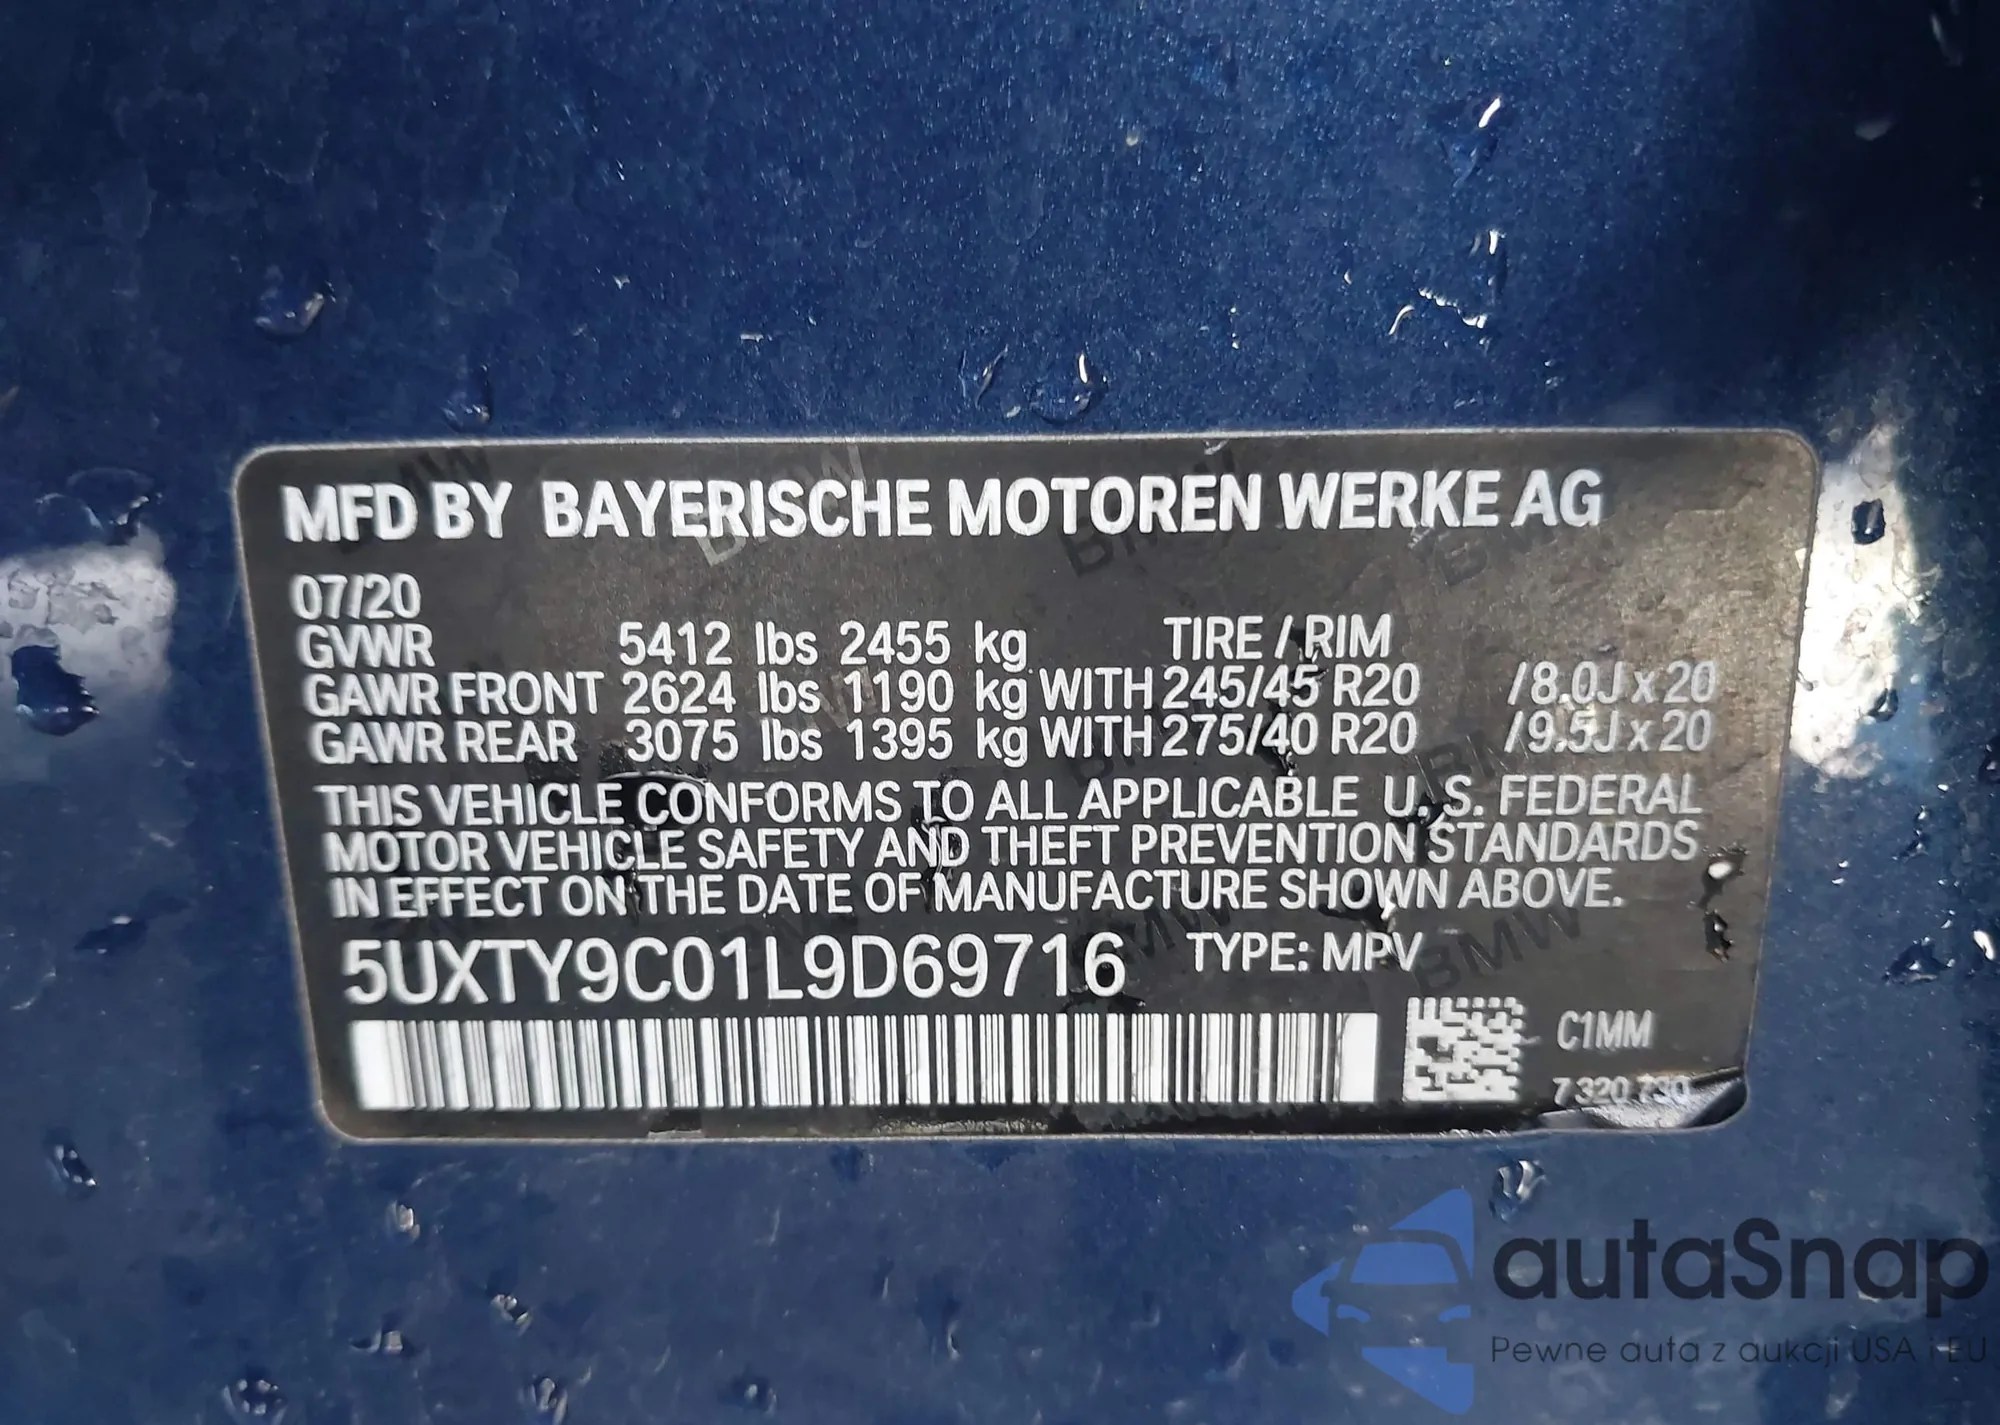 MFD BY BAYERISCHE MOTOREN WERKE AG
07/20
GVWR 5412 lbs 2455 kg TIRE / RIM
GAWR FRONT 2624 lbs 1190 kg WITH 245/45 R20 /8.0J x 20
GAWR REAR 3075 lbs 1395 kg WITH 275/40 R20 /9.5J x 20
THIS VEHICLE CONFORMS TO ALL APPLICABLE U. S. FEDERAL
MOTOR VEHICLE SAFETY AND THEFT PREVENTION STANDARDS
IN EFFECT ON THE DATE OF MANUFACTURE SHOWN ABOVE.
5UXTY9C01L9D69716 TYPE: MPV
C1MM
7 320 730
autaSnap
Pewne auta z aukcji USA i EU